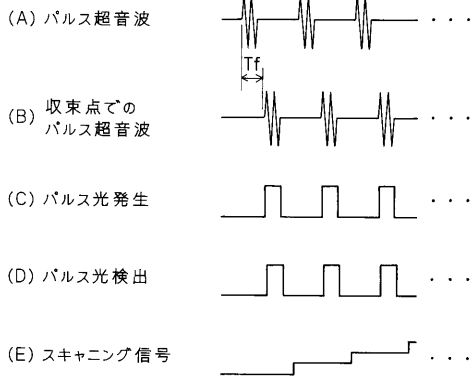 (A) パルス超音波
Tf
(B) 収束点での
パルス超音波
(C) パルス光発生
(D) パルス光検出
(E) スキャニング信号